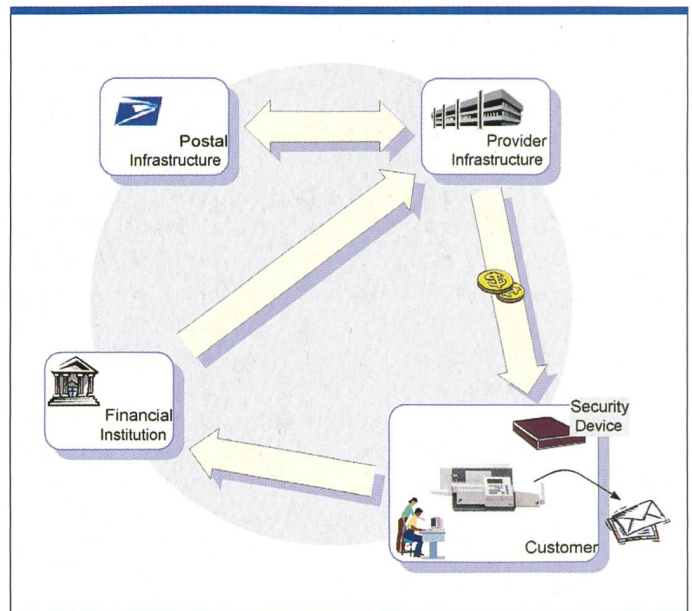 Postal
Infrastructure
Provider
Infrastructure
Financial
Institution
Security
Device
Customer